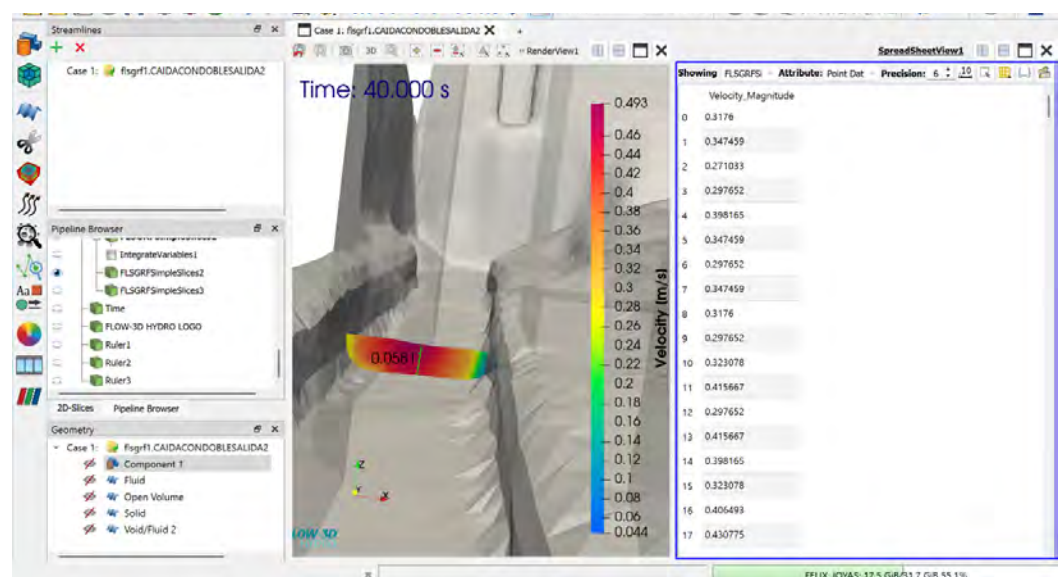 Streamlines
Case 1: flsgrf1.CAIDACONDOBLESALIDA2
Pipeline Browser
IntegrateVariables1
FLSGRFSimpleSlices2
FLSGRFSimpleSlices3
Time
FLOW-3D HYDRO LOGO
Ruler1
Ruler2
Ruler3
2D-Slices Pipeline Browser
Geometry
Case 1: flsgrf1.CAIDACONDOBLESALIDA2
Component 1
Fluid
Open Volume
Solid
Void/Fluid 2
Case 1: flsgrf1.CAIDACONDOBLESALIDA2
3D
RenderView1
Time: 40.000 s
0.0581
0.493
0.46
0.44
0.42
0.4
0.38
0.36
0.34
0.32
0.3
0.28
0.26
0.24
0.22
0.2
0.18
0.16
0.14
0.12
0.1
0.08
0.06
0.044
Velocity (m/s)
Z
Y
X
LOW-3D
SpreadSheetView1
Showing FLSGRFSi Attribute: Point Dat Precision: 6
Velocity_Magnitude
0 0.3176
1 0.347459
2 0.271033
3 0.297652
4 0.398165
5 0.347459
6 0.297652
7 0.347459
8 0.3176
9 0.297652
10 0.323078
11 0.415667
12 0.297652
13 0.415667
14 0.398165
15 0.323078
16 0.406493
17 0.430775